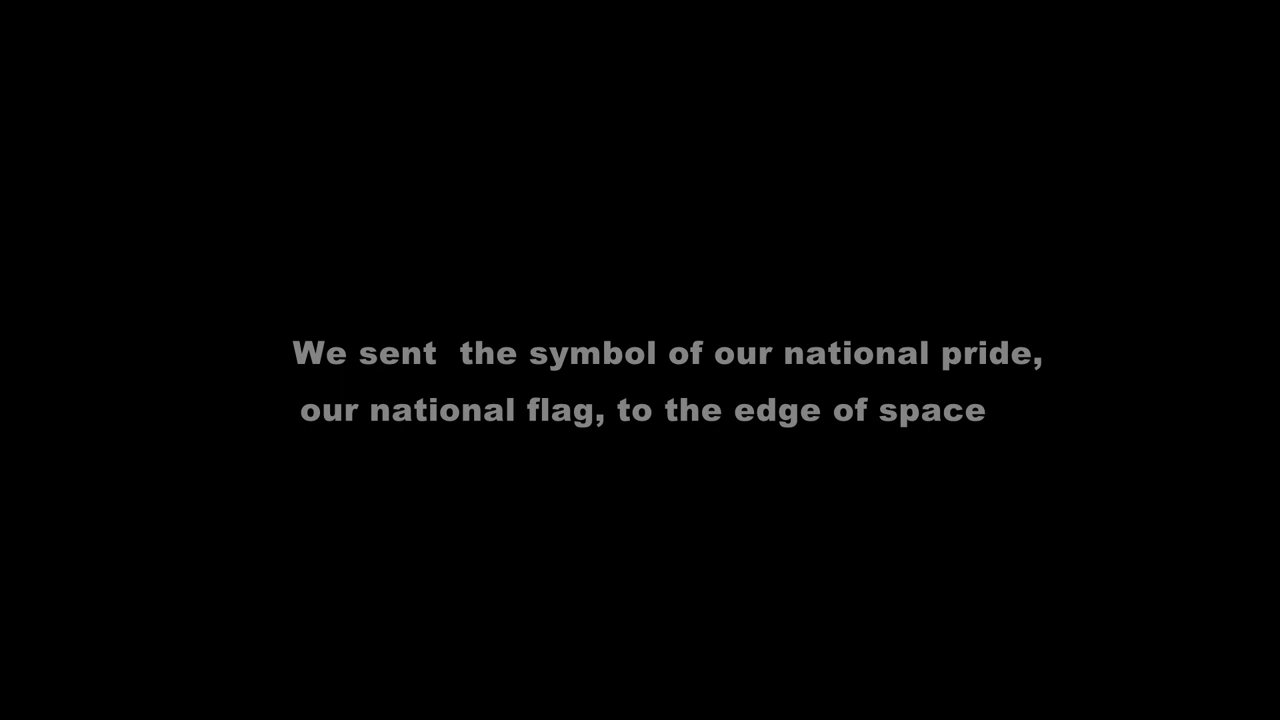 We sent  the symbol of our national pride,
our national flag, to the edge of space